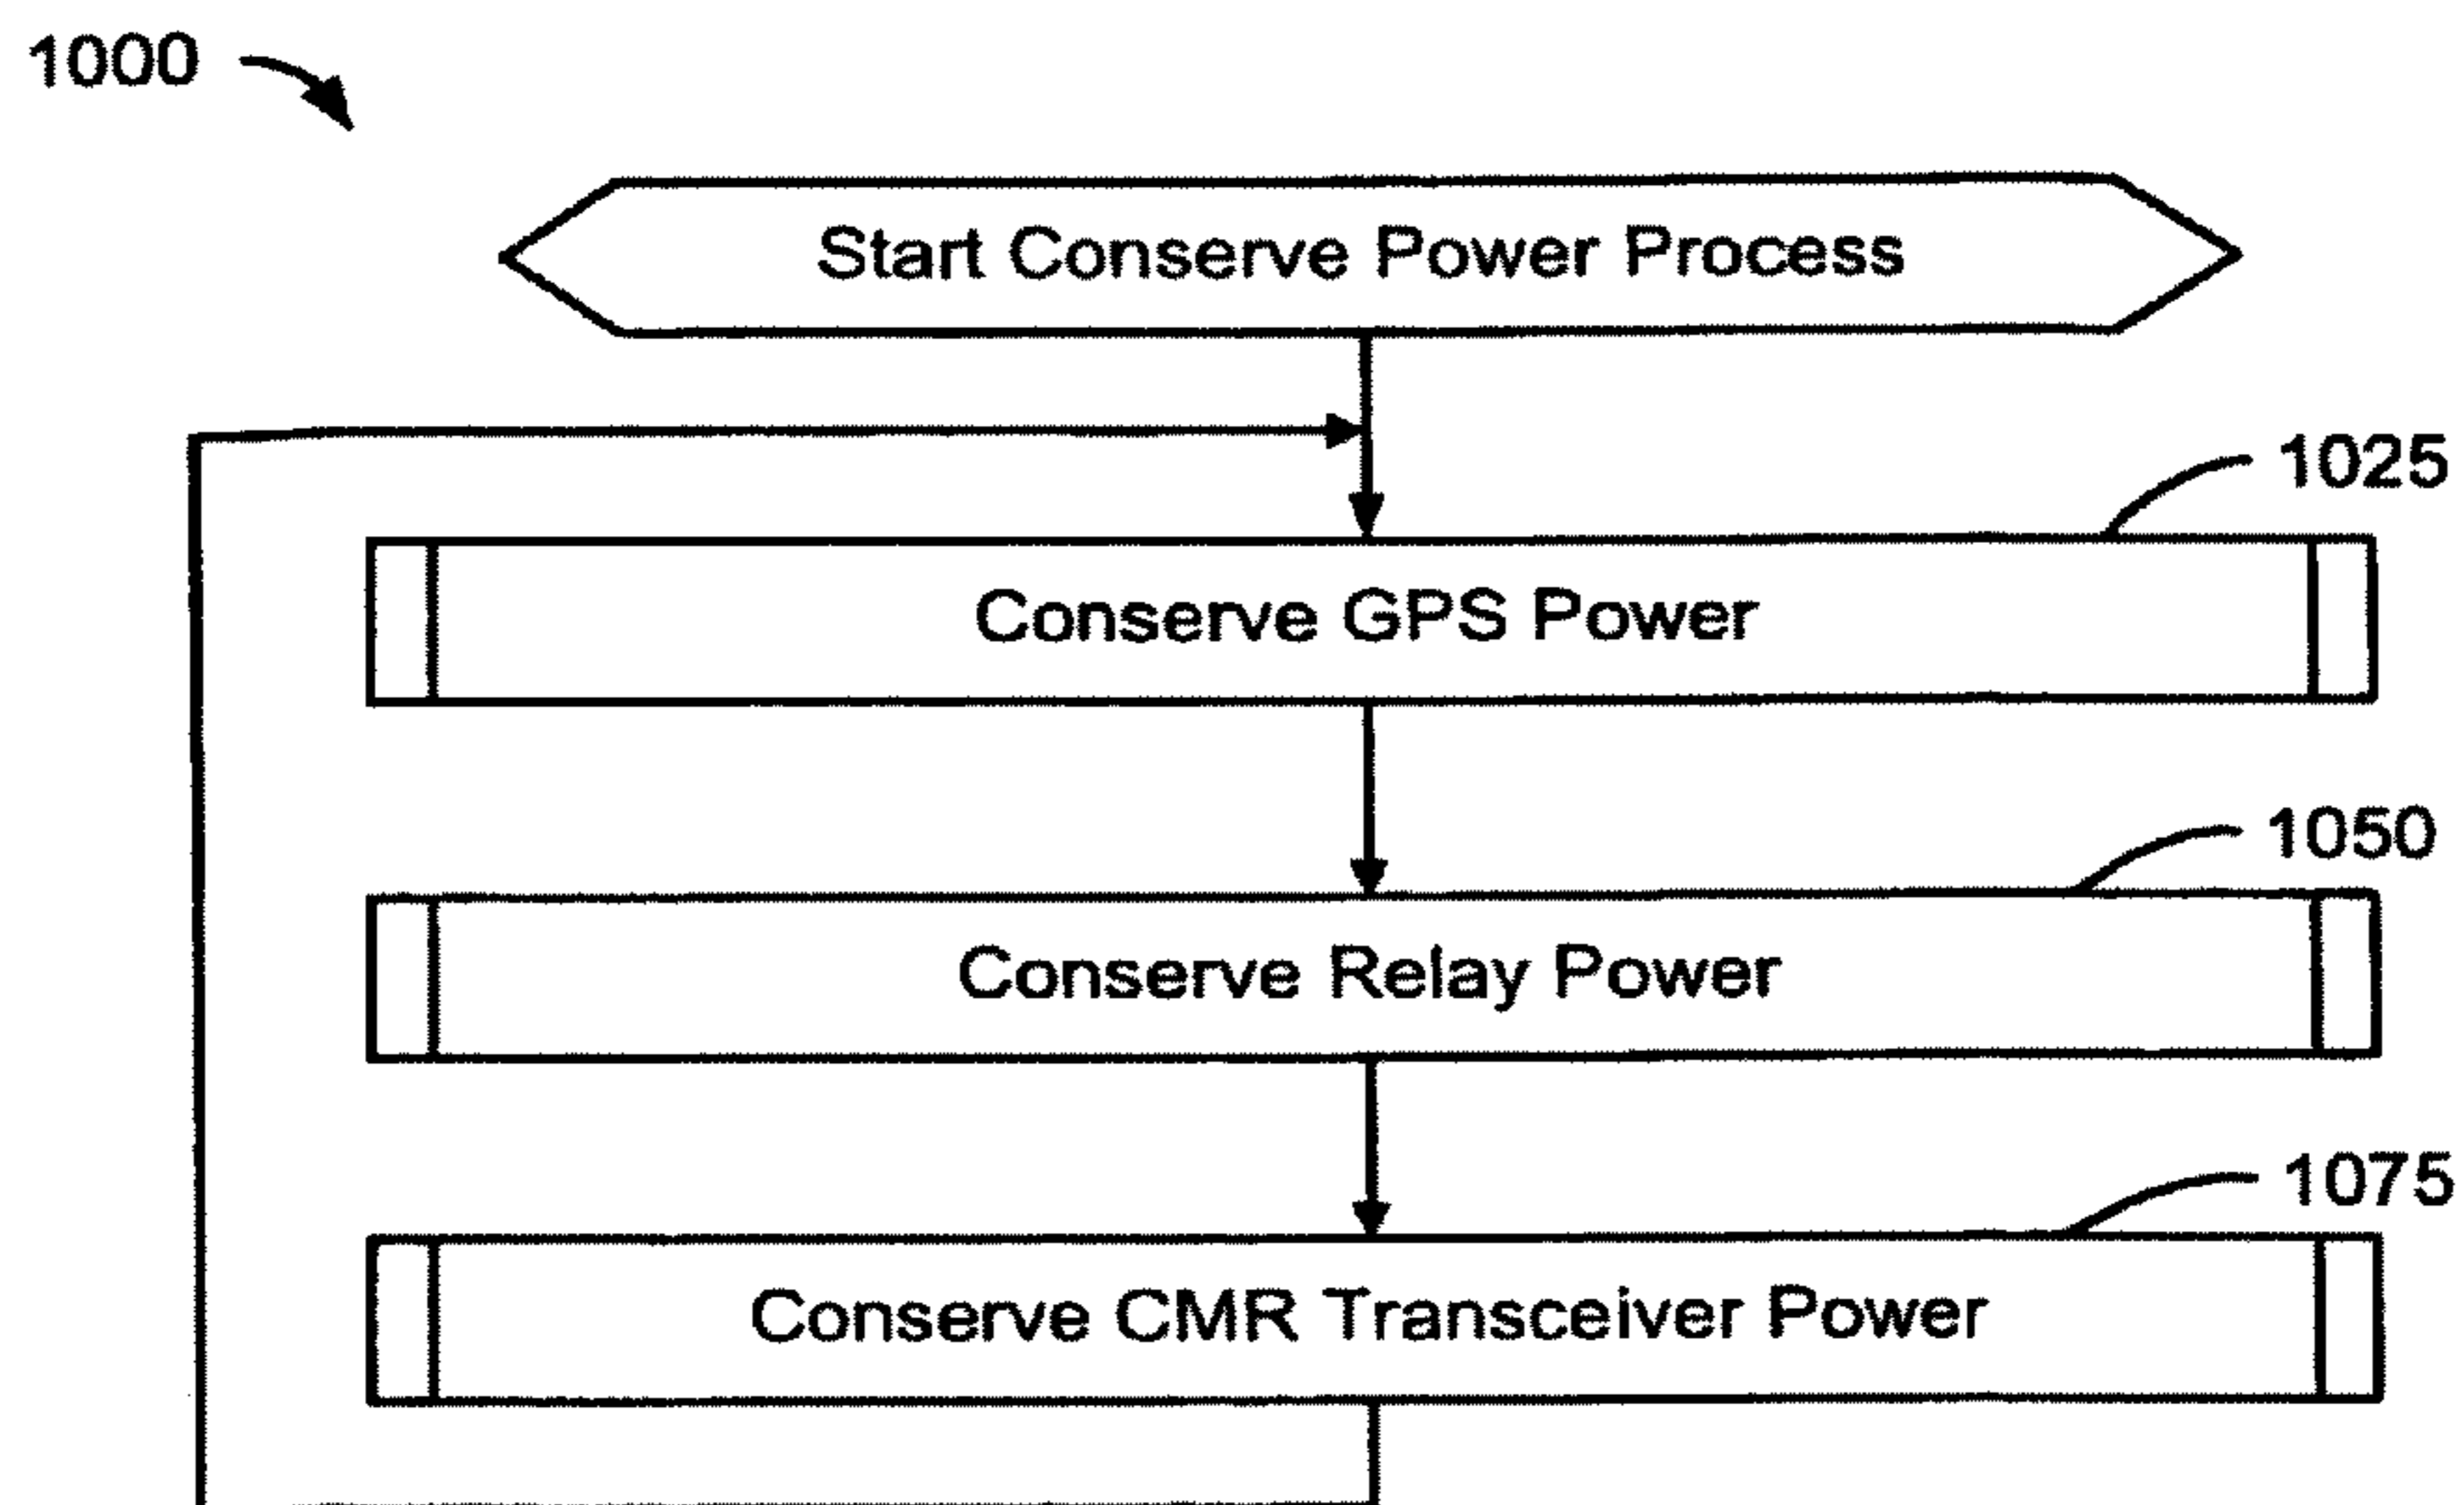 1000
Start Conserve Power Process
1025
Conserve GPS Power
1050
Conserve Relay Power
1075
Conserve CMR Transceiver Power